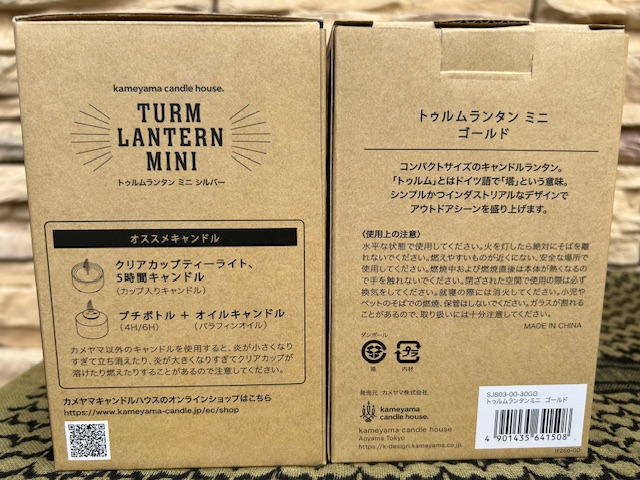 kameyama candle house.
TURM
LANTERN
MINI
トゥルムランタン ミニ シルバー
オススメキャンドル
クリアカップティーライト、
5時間キャンドル
(カップ入りキャンドル)
プチボトル + オイルキャンドル
(4H/6H) (パラフィンオイル)
カメヤマ以外のキャンドルを使用すると、炎が小さくなり
すぎて立ち消えたり、炎が大きくなりすぎてクリアカップが
溶けたり燃えたりすることがありますのでご注意ください。
カメヤマキャンドルハウスのオンラインショップはこちら
https://www.kameyama-candle.jp/ec/shop
トゥルムランタン ミニ
ゴールド
コンパクトサイズのキャンドルランタン。
「トゥルム」とはドイツ語で「塔」という意味。
シンプルかつインダストリアルなデザインで
アウトドアシーンを盛り上げます。
〈使用上の注意〉
水平な状態で使用してください。火を灯したら絶対にそばを離
れないでください。燃えやすいものが近くにない、安全な場所で
使用してください。燃焼中および燃焼直後は本体が熱くなるの
で手を触れないでください。閉ざされた空間で使用の際は必ず
換気をしてください。就寝の際には消火してください。小児や
ペットのそばでの燃焼、保管はしないでください。ガラスが割れる
ことがあるので、取り扱いには十分注意してください。
MADE IN CHINA
ダンボール
プラ
箱 内材
発売元 カメヤマ株式会社
kameyama
candle house.
kameyama candle house
Aoyama Tokyo
https://k-design.kameyama.co.jp
SJ803-00-30GO
トゥルムランタンミニ ゴールド
4 901435 641508